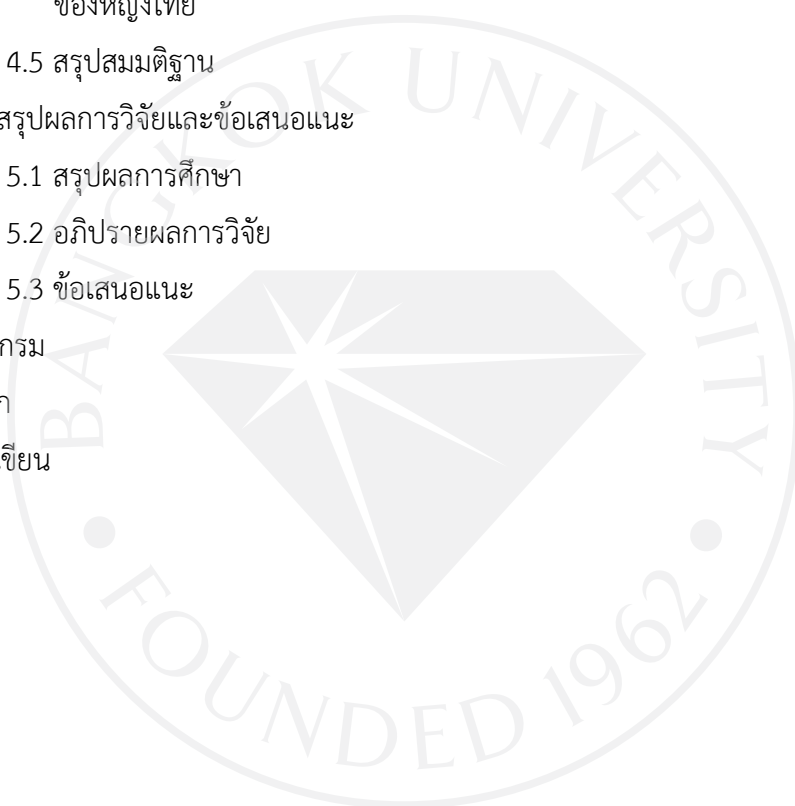 ของหญิงไทย
4.5 สรุปสมมติฐาน
สรุปผลการวิจัยและข้อเสนอแนะ
5.1 สรุปผลการศึกษา
5.2 อภิปรายผลการวิจัย
5.3 ข้อเสนอแนะ
กรม
ก
เขียน
BANGKOK UNIVERSITY
FOUNDED 1962